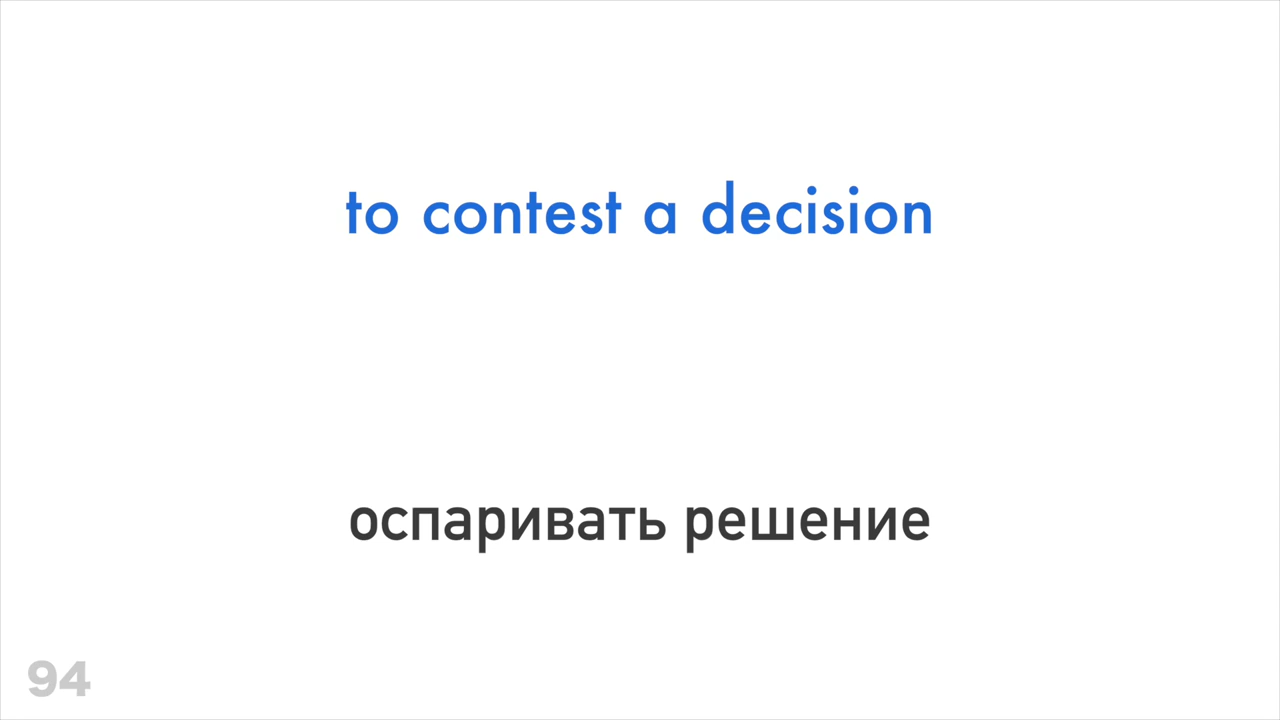 to contest a decision
оспаривать решение
94